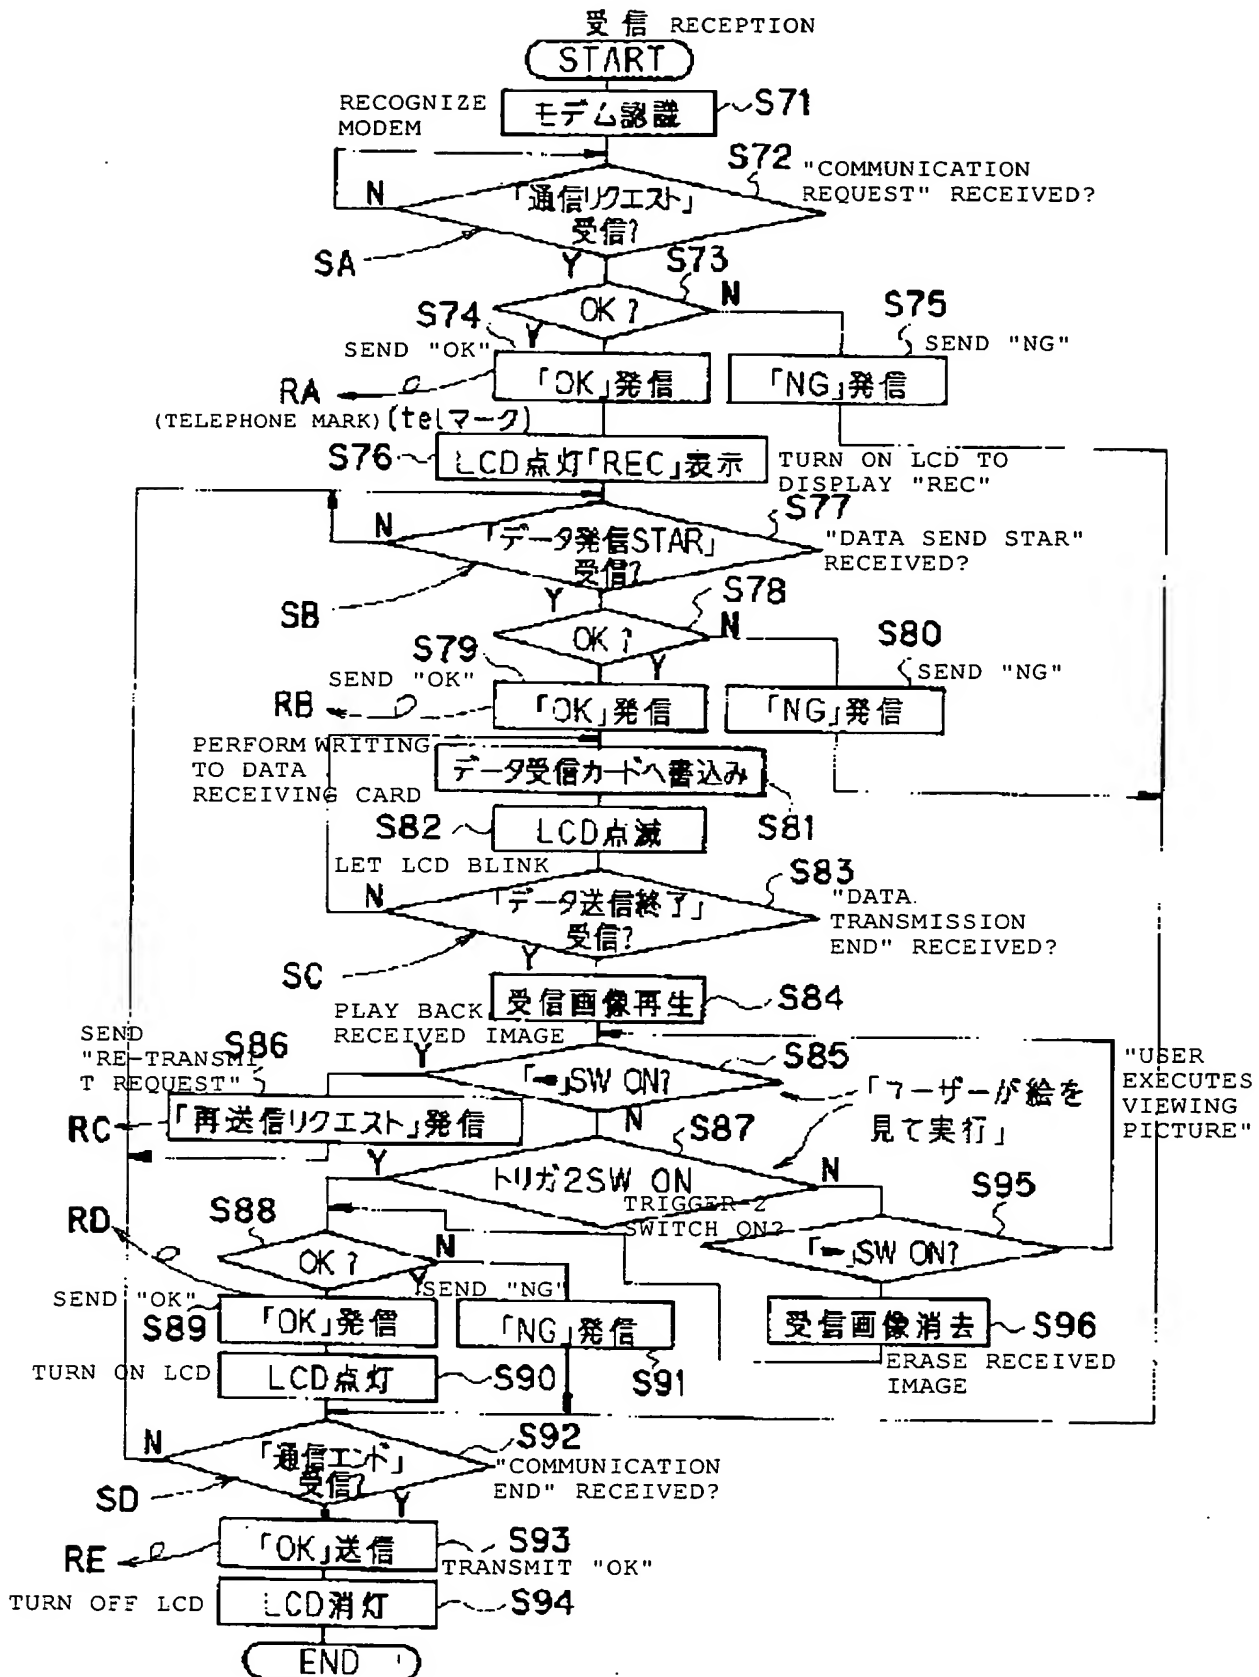 受信 RECEPTION
START
RECOGNIZE
MODEM
モデム認識
S71
S72
"COMMUNICATION
REQUEST" RECEIVED?
N
「通信リクエスト」
受信?
SA
Y
S73
OK?
N
S74
Y
S75
SEND "OK"
SEND "NG"
「OK」発信
「NG」発信
RA
(TELEPHONE MARK) (telマーク)
S76
LCD点灯「REC」表示
TURN ON LCD TO
DISPLAY "REC"
S77
N
「データ発信STAR」
受信?
"DATA SEND STAR"
RECEIVED?
SB
Y
S78
OK?
N
S79
Y
S80
SEND "OK"
SEND "NG"
RB
「OK」発信
「NG」発信
PERFORM WRITING
TO DATA
RECEIVING CARD
データ受信カードへ書込み
S81
S82
LCD点滅
LET LCD BLINK
S83
N
「データ送信終了」
受信?
"DATA
TRANSMISSION
END" RECEIVED?
SC
Y
受信画像再生
S84
PLAY BACK
RECEIVED IMAGE
SEND
"RE-TRANSMI
T REQUEST"
S86
Y
S85
「➡」SW ON?
"USER
EXECUTES
VIEWING
PICTURE"
「ユーザーが絵を
見て実行」
RC
「再送信リクエスト」発信
N
S87
Y
トリガ2SW ON
N
TRIGGER-2
SWITCH ON?
S95
RD
S88
OK?
N
「➡」SW ON?
Y
SEND "OK"
SEND "NG"
S89
「OK」発信
「NG」発信
受信画像消去
S96
TURN ON LCD
LCD点灯
S90
S91
ERASE RECEIVED
IMAGE
N
S92
「通信エンド」
受信?
"COMMUNICATION
END" RECEIVED?
SD
Y
RE
「OK」送信
S93
TRANSMIT "OK"
TURN OFF LCD
LCD消灯
S94
END